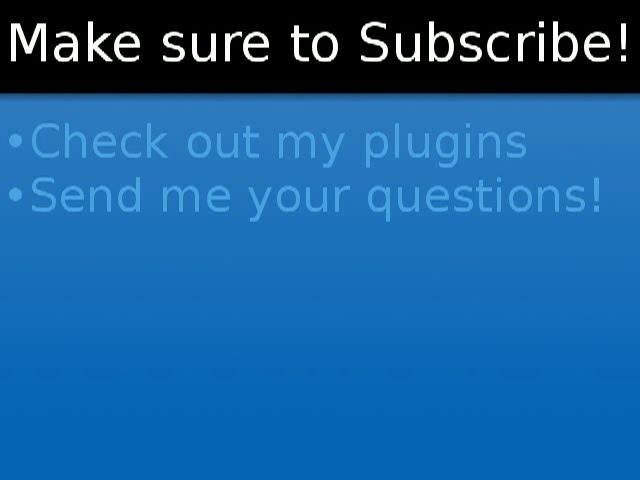 Make sure to Subscribe!
•Check out my plugins
•Send me your questions!